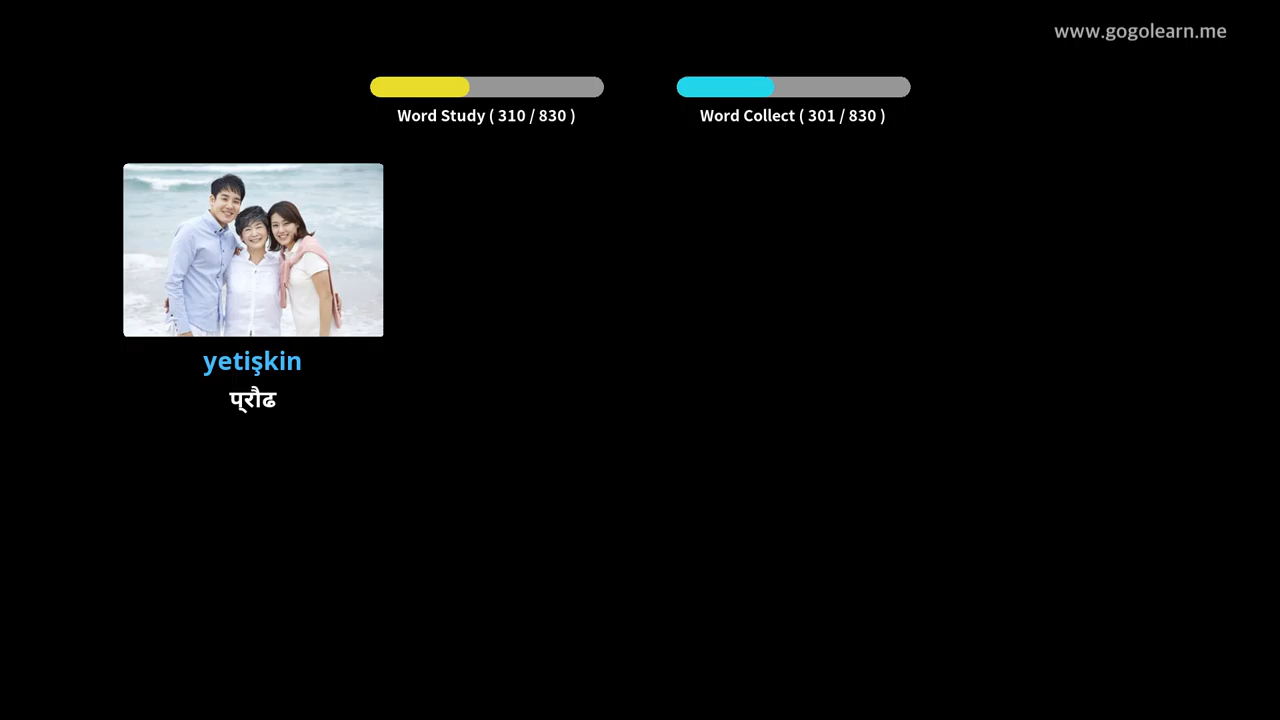 www.gogolearn.me
Word Study ( 310 / 830 )
Word Collect ( 301 / 830 )
yetişkin
प्रौढ